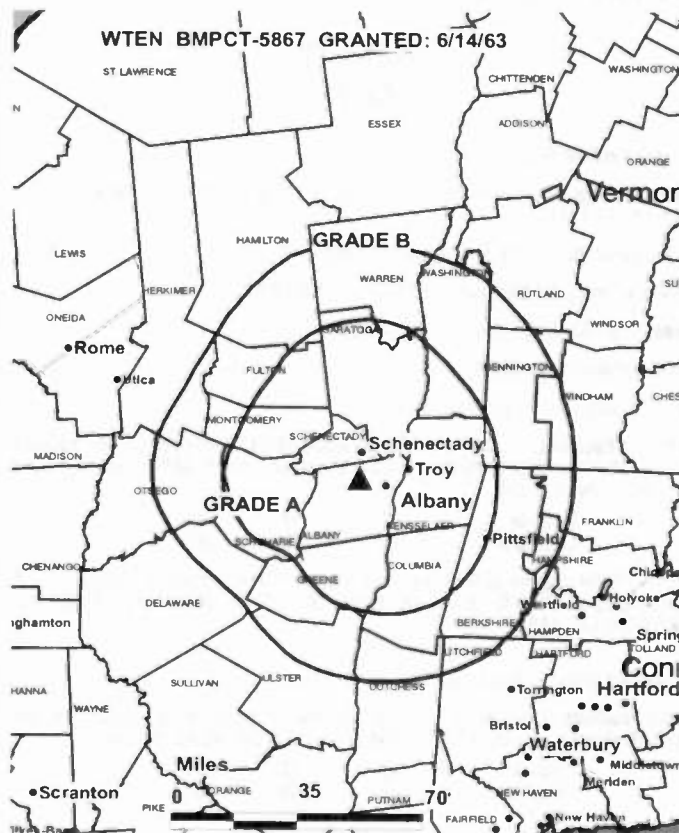 WTEN BMPCT-5867 GRANTED: 6/14/63
ST LAWRENCE
CHITTENDEN
WASHINGTON
N
ESSEX
ADDISON
ORANGE
Vermon
LEWIS
HAMILTON
GRADE B
WARREN
WASHINGTON
HERKIMER
RUTLAND
SU
ONEIDA
Rome
SARATOGA
WINDSOR
Utica
FULTON
BENNINGTON
WINDHAM
CHES
MONTGOMERY
SCHENECTADY
Schenectady
MADISON
Troy
OTSEGO
GRADE A
Albany
FRANKLIN
SCHOHARIE
ALBANY
RENSSELAER
Pittsfield
CHENANGO
GREENE
COLUMBIA
HAMPSHIRE
Chicope
DELAWARE
Westfield
Holyoke
nghamton
BERKSHIRE
HAMPDEN
Spring
LITCHFIELD
HARTFORD
TOLLAND
HANNA
WAYNE
SULLIVAN
ULSTER
DUTCHESS
Conn
Torrington
Hartford
Bristol
Miles
Waterbury
Middletown
Scranton
ORANGE
0
35
70
PUTNAM
NEW HAVEN
Meriden
PIKE
FAIRFIELD
New Haven